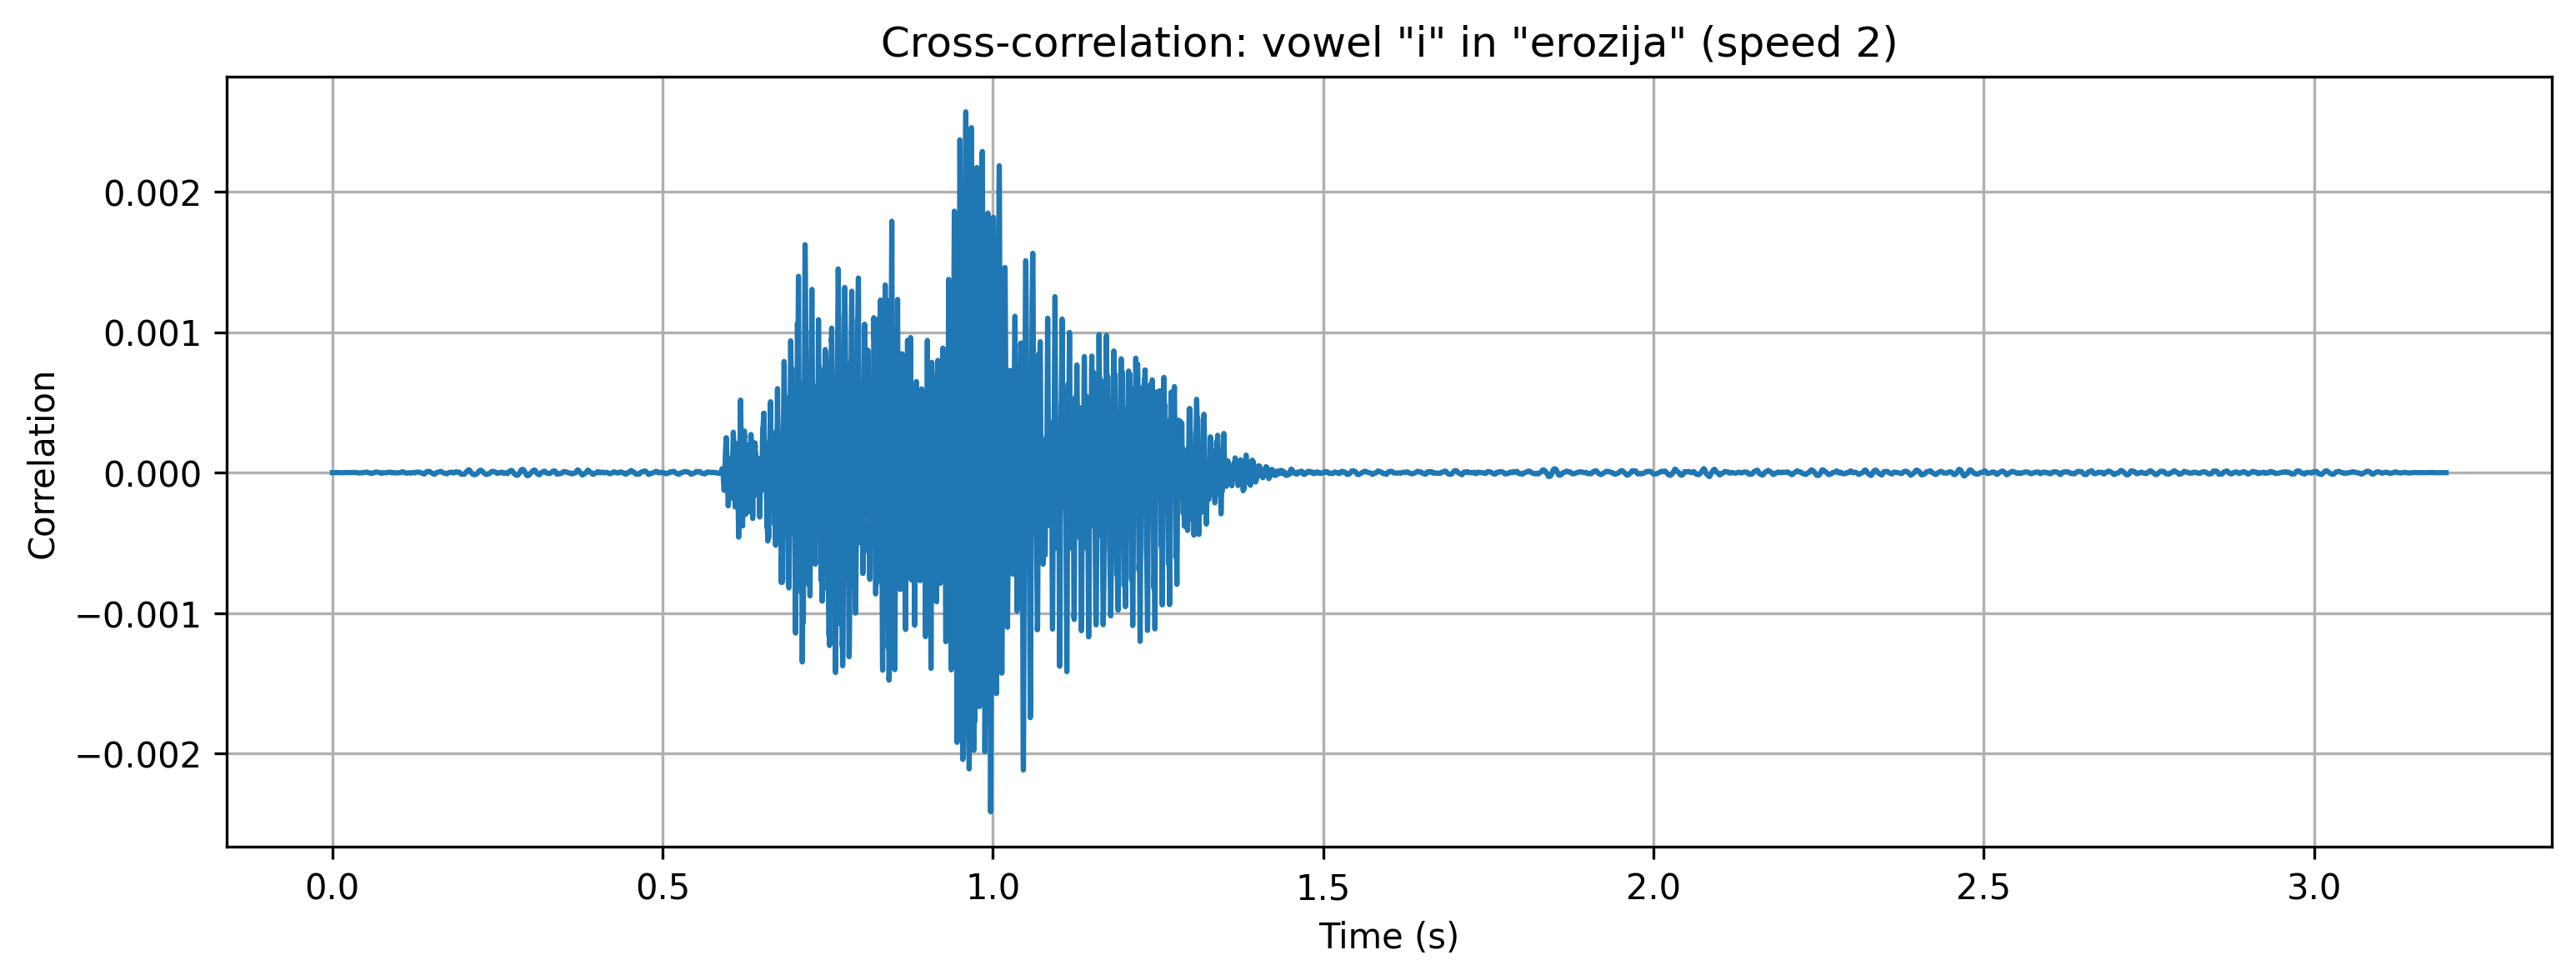 Cross-correlation: vowel "i" in "erozija" (speed 2)
Correlation
0.002
0.001
0.000
−0.001
−0.002
0.0 0.5 1.0 1.5 2.0 2.5 3.0
Time (s)